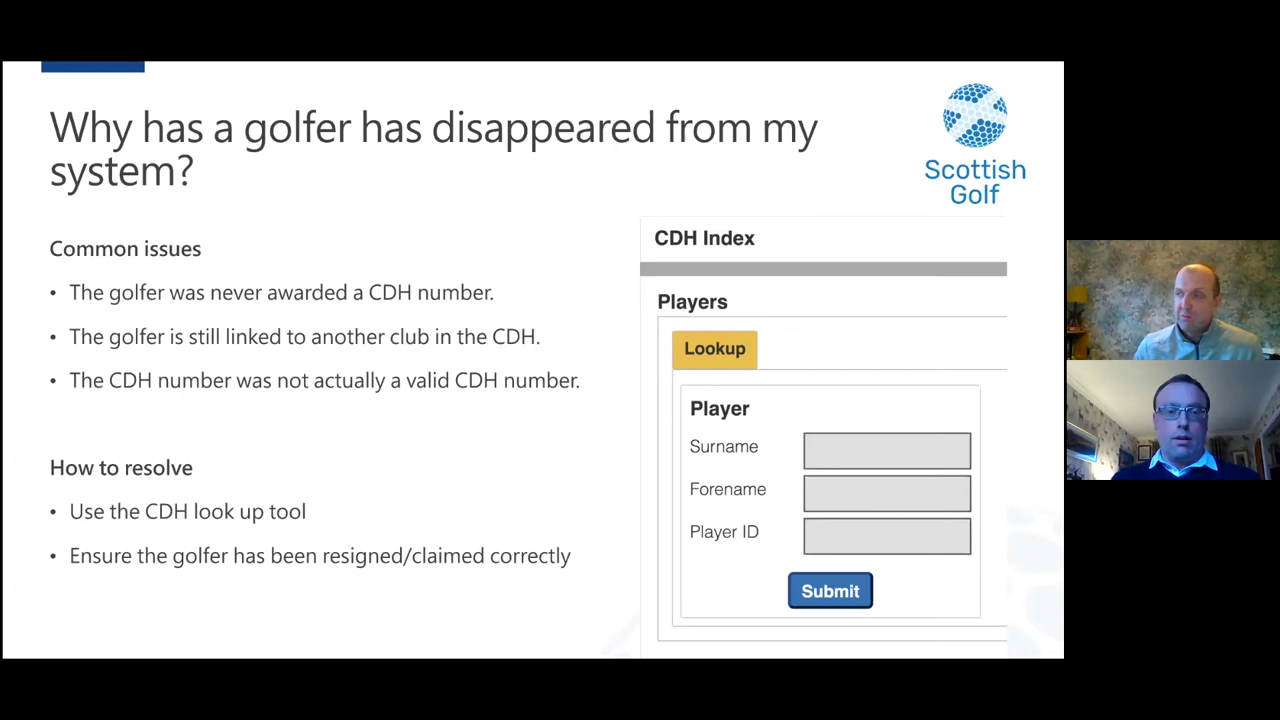 Why has a golfer has disappeared from my
system?
Scottish
Golf
Common issues
• The golfer was never awarded a CDH number.
• The golfer is still linked to another club in the CDH.
• The CDH number was not actually a valid CDH number.
How to resolve
• Use the CDH look up tool
• Ensure the golfer has been resigned/claimed correctly
CDH Index
Players
Lookup
Player
Surname
Forename
Player ID
Submit